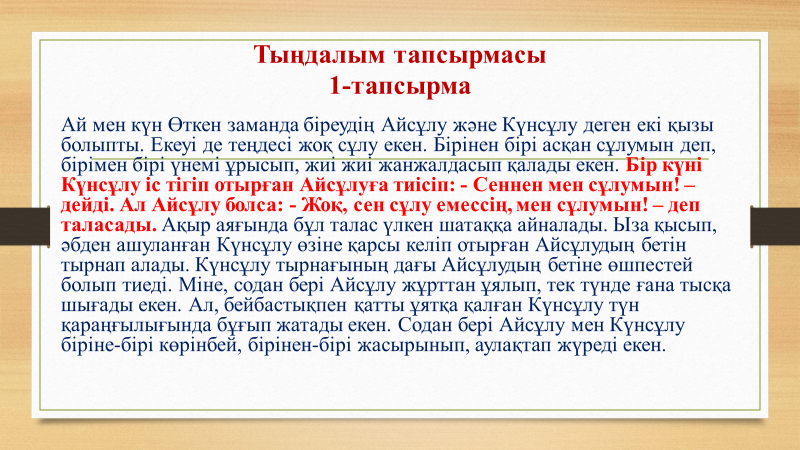 Тыңдалым тапсырмасы
1-тапсырма
Ай мен күн Өткен заманда біреудің Айсұлу және Күнсұлу деген екі қызы
болыпты. Екеуі де теңдесі жоқ сұлу екен. Бірінен бірі асқан сұлумын деп,
бірімен бірі үнемі ұрысып, жиі жиі жанжалдасып қалады екен. Бір күні
Күнсұлу іс тігіп отырған Айсұлуға тиісіп: - Сеннен мен сұлумын! –
дейді. Ал Айсұлу болса: - Жоқ, сен сұлу емессің, мен сұлумын! – деп
таласады. Ақыр аяғында бұл талас үлкен шатаққа айналады. Ыза қысып,
әбден ашуланған Күнсұлу өзіне қарсы келіп отырған Айсұлудың бетін
тырнап алады. Күнсұлу тырнағының дағы Айсұлудың бетіне өшпестей
болып тиеді. Міне, содан бері Айсұлу жұрттан ұялып, тек түнде ғана тысқа
шығады екен. Ал, бейбастықпен қатты ұятқа қалған Күнсұлу түн
қараңғылығында бұғып жатады екен. Содан бері Айсұлу мен Күнсұлу
біріне-бірі көрінбей, бірінен-бірі жасырынып, аулақтап жүреді екен.